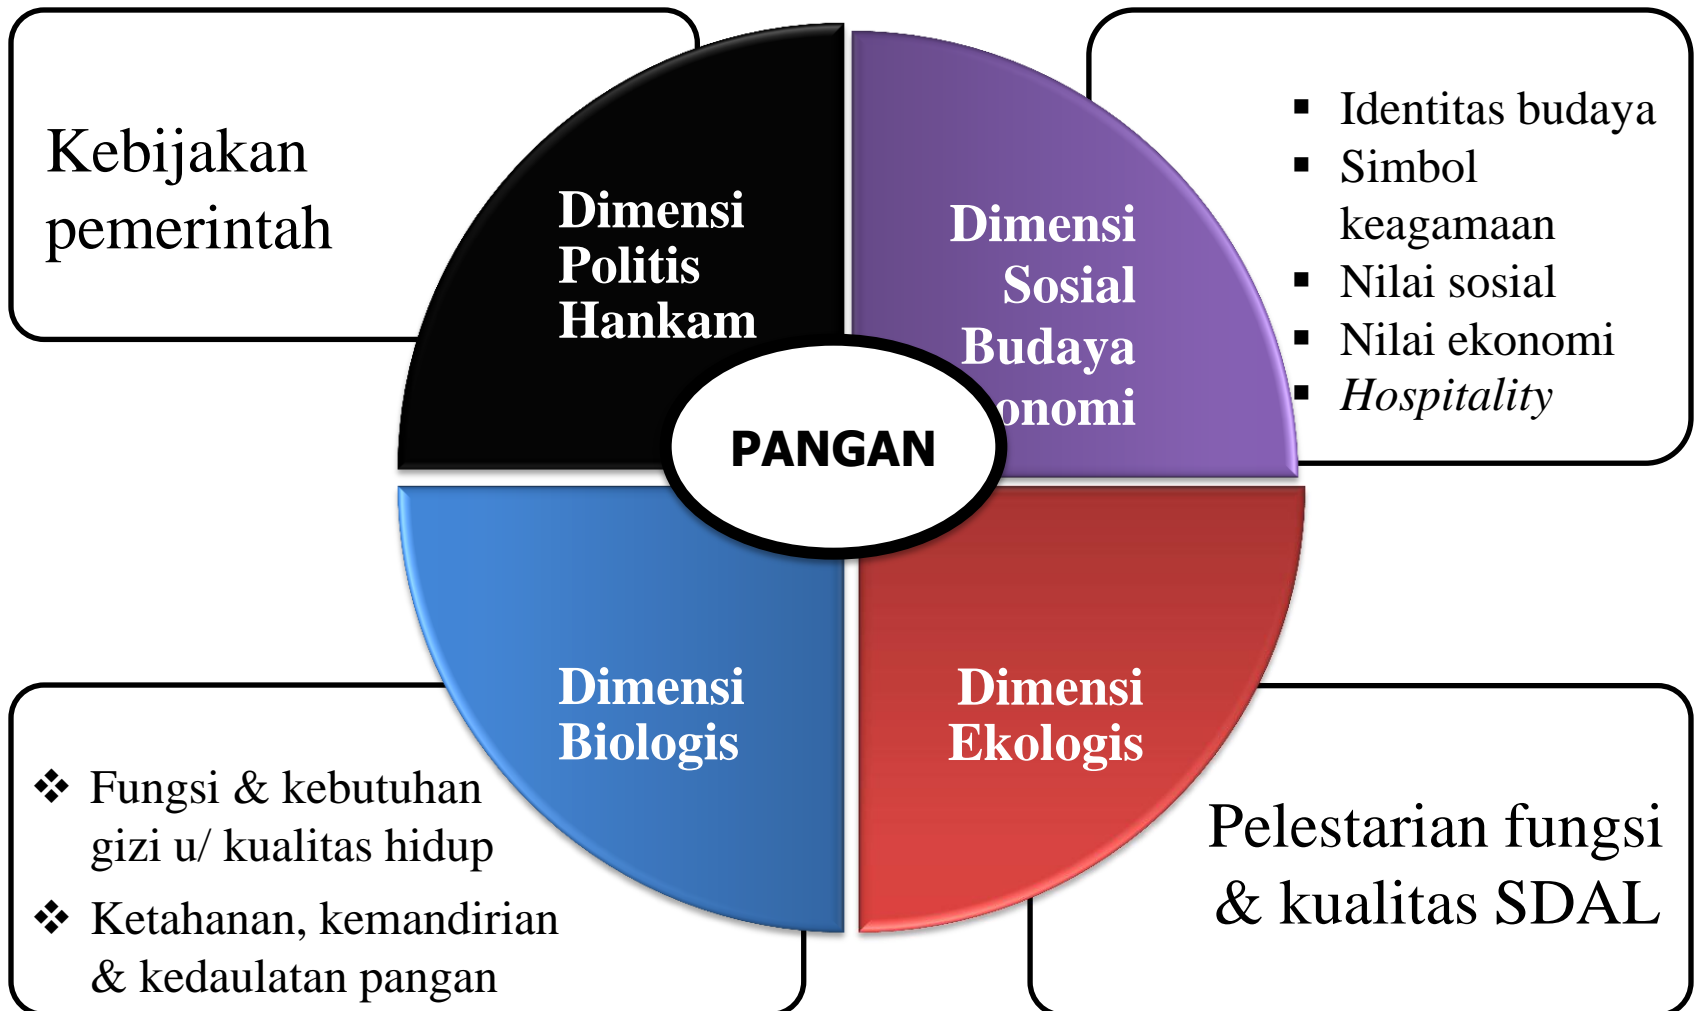 Kebijakan
pemerintah
Dimensi
Politis
Hankam
Dimensi
Sosial
Budaya
onomi
▪ Identitas budaya
▪ Simbol
keagamaan
▪ Nilai sosial
▪ Nilai ekonomi
▪ Hospitality
PANGAN
Dimensi
Biologis
❖ Fungsi & kebutuhan
gizi u/ kualitas hidup
❖ Ketahanan, kemandirian
& kedaulatan pangan
Dimensi
Ekologis
Pelestarian fungsi
& kualitas SDAL